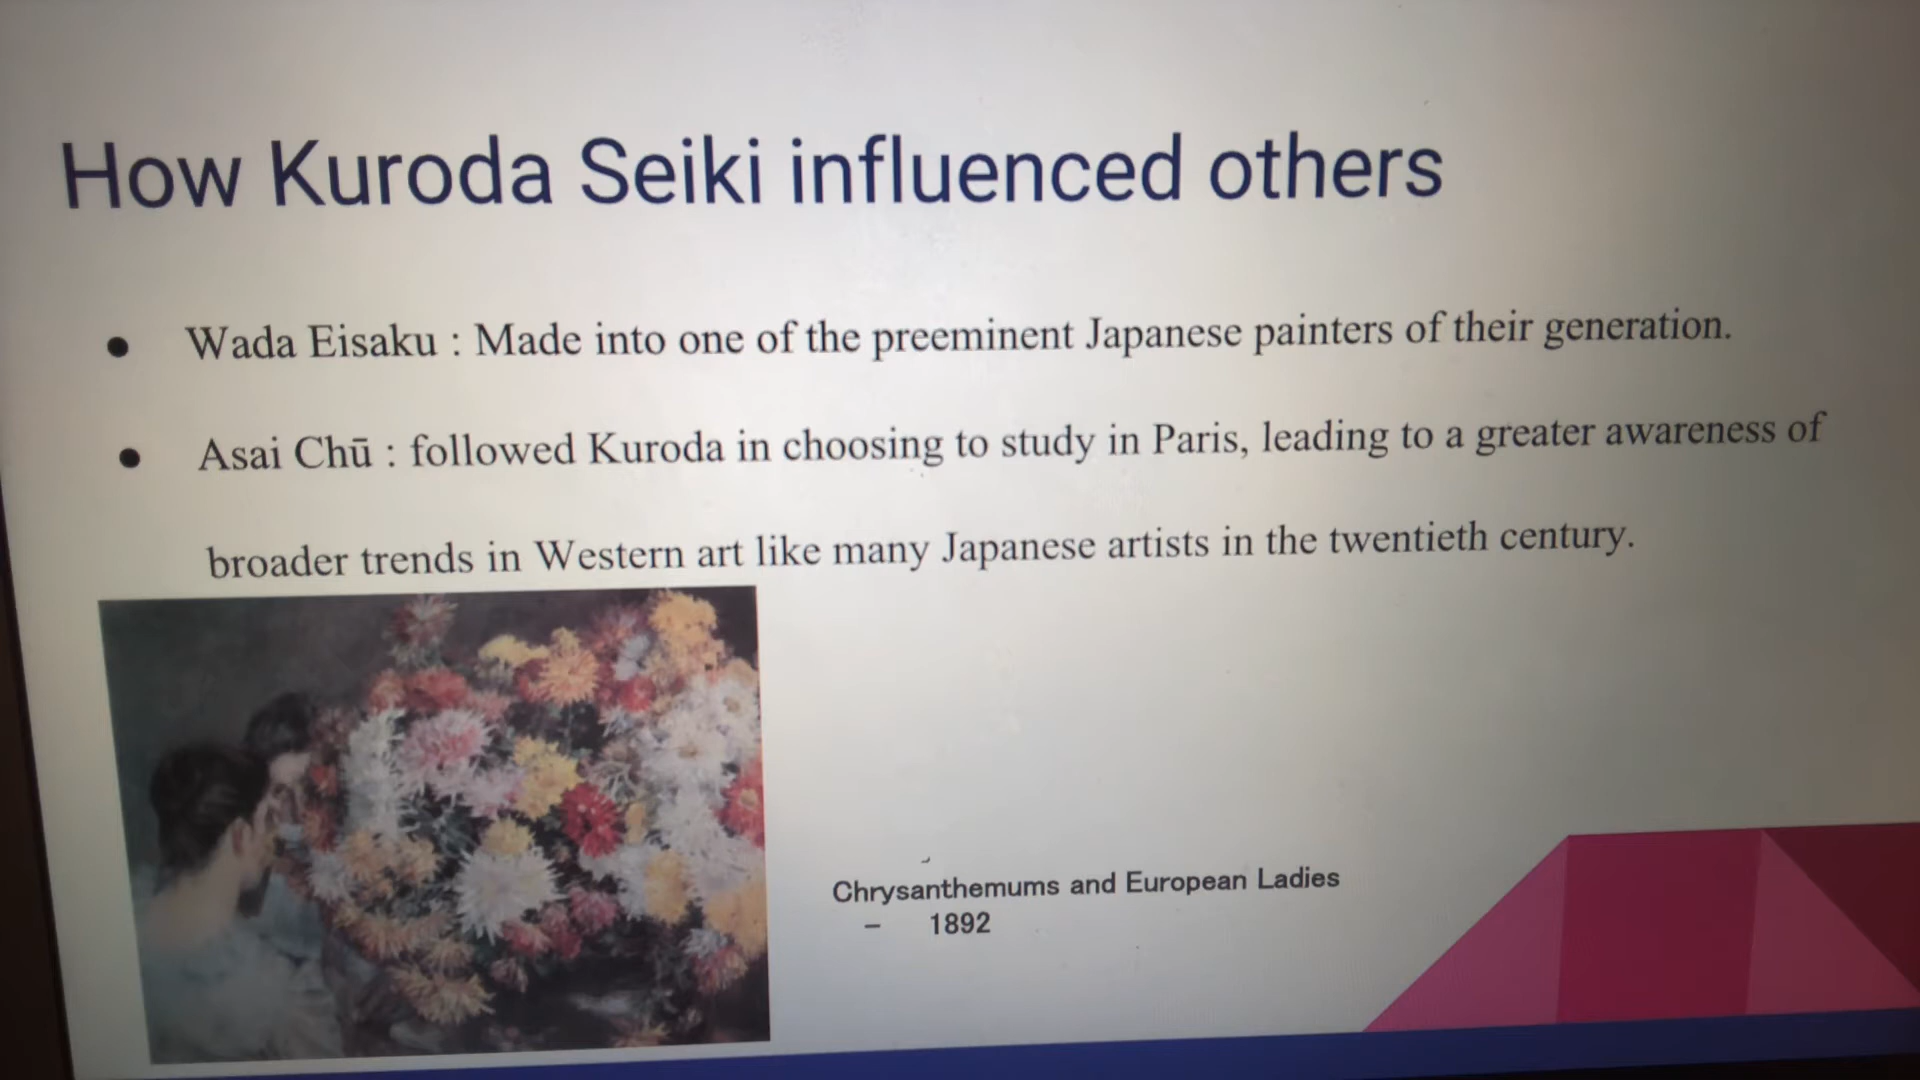 How Kuroda Seiki influenced others
● Wada Eisaku : Made into one of the preeminent Japanese painters of their generation.
● Asai Chū : followed Kuroda in choosing to study in Paris, leading to a greater awareness of
broader trends in Western art like many Japanese artists in the twentieth century.
Chrysanthemums and European Ladies
– 1892